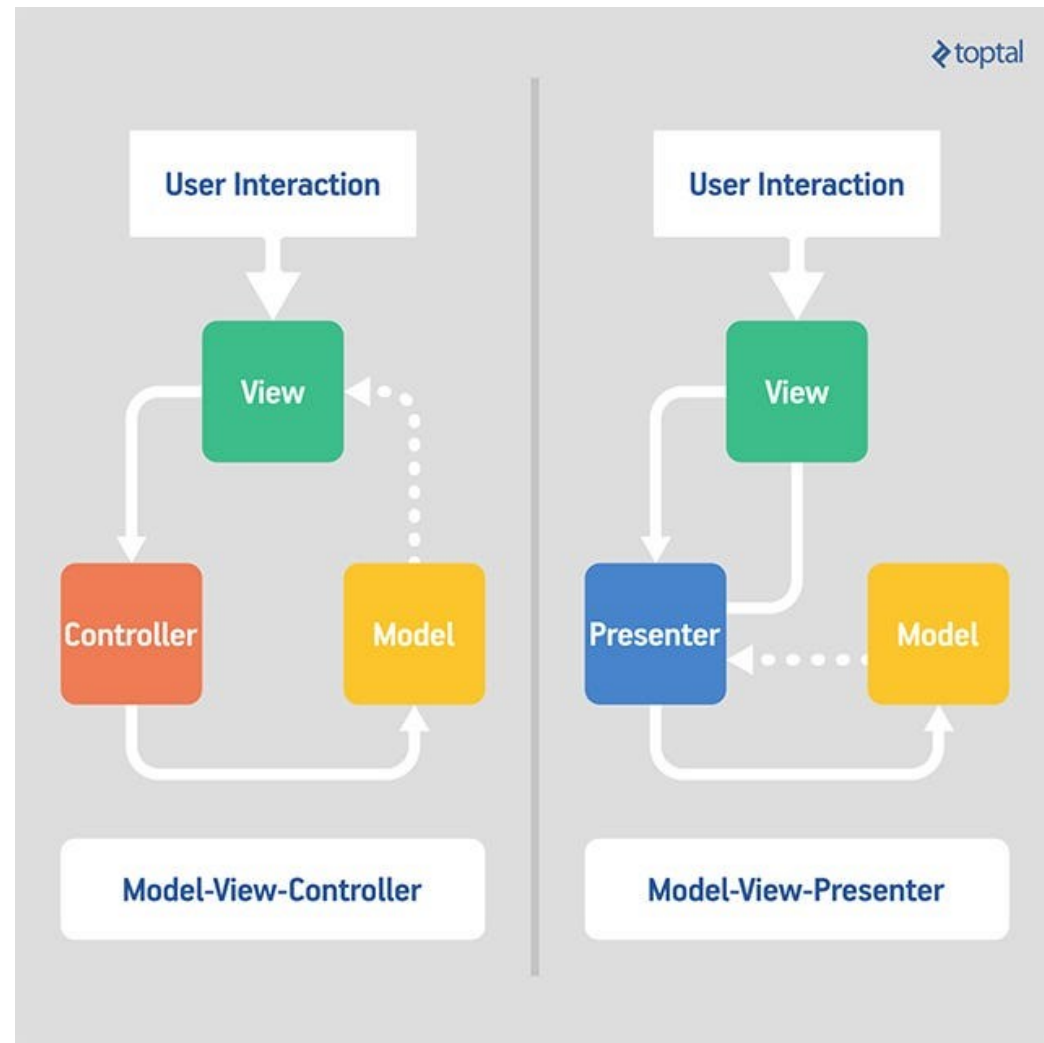 toptal
User Interaction
View
Controller
Model
Model-View-Controller
User Interaction
View
Presenter
Model
Model-View-Presenter